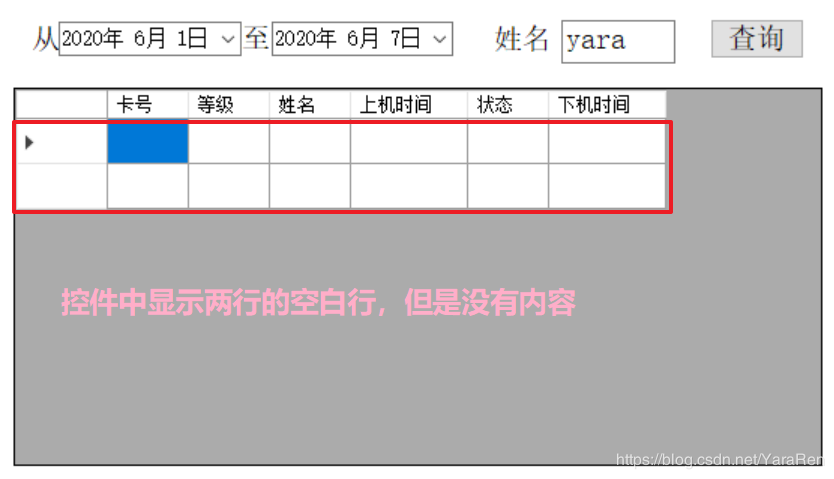 从 2020年 6月 1日 至 2020年 6月 7日 姓名 yara 查询
卡号 等级 姓名 上机时间 状态 下机时间
控件中显示两行的空白行，但是没有内容
https://blog.csdn.net/YaraRen